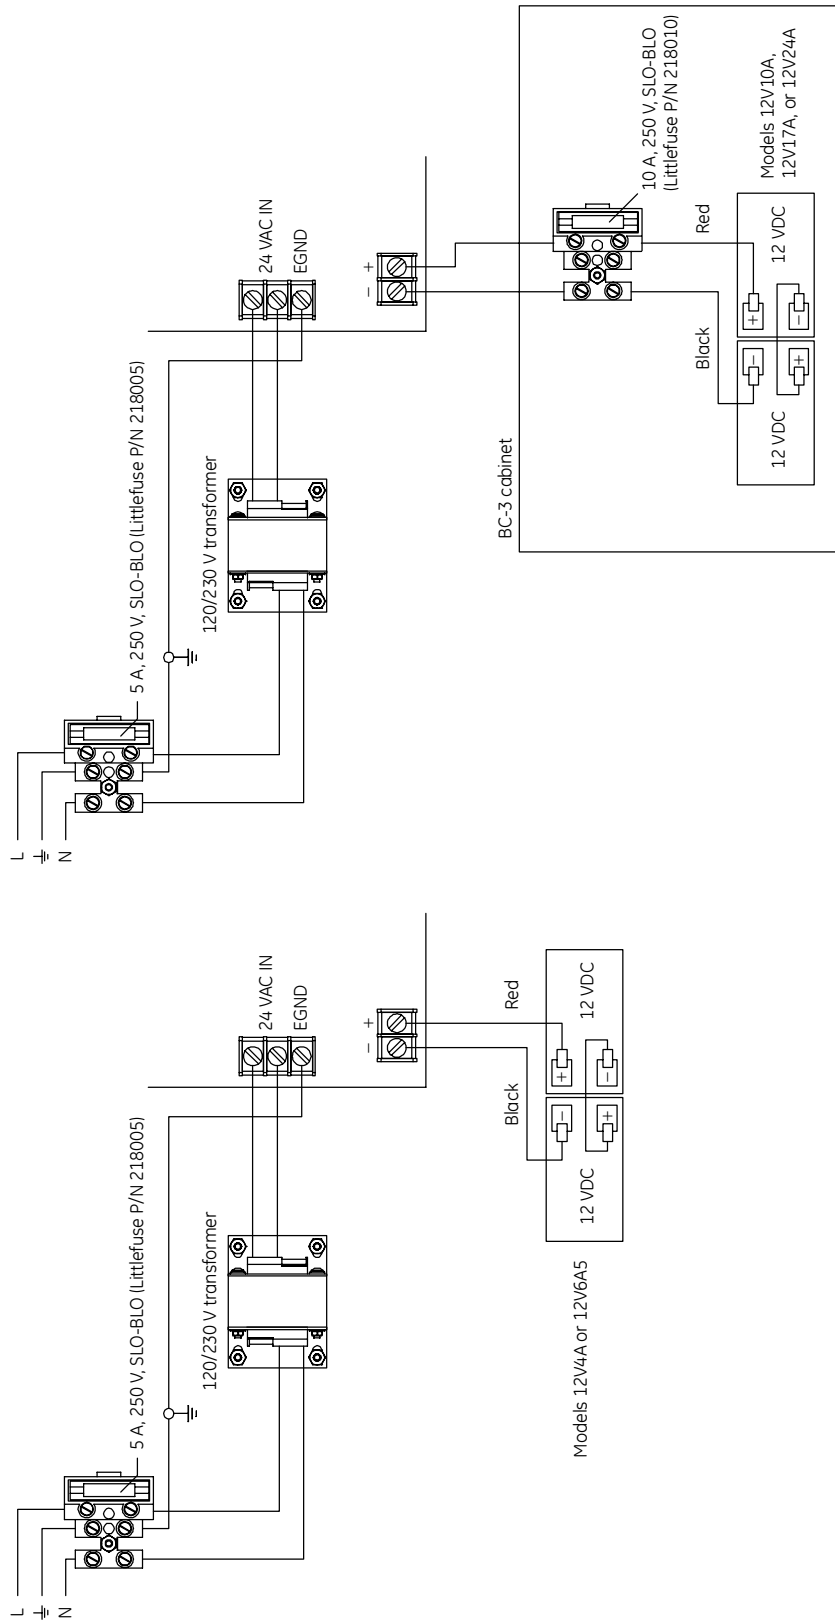 L
N
5 A, 250 V, SLO-BLO (Littlefuse P/N 218005)
120/230 V transformer
24 VAC IN
EGND
− +
Black
Red
− +
+ −
12 VDC
12 VDC
Models 12V4A or 12V6A5
L
N
5 A, 250 V, SLO-BLO (Littlefuse P/N 218005)
120/230 V transformer
24 VAC IN
EGND
− +
BC-3 cabinet
10 A, 250 V, SLO-BLO
(Littlefuse P/N 218010)
Black
Red
Models 12V10A,
12V17A, or 12V24A
− +
+ −
12 VDC
12 VDC